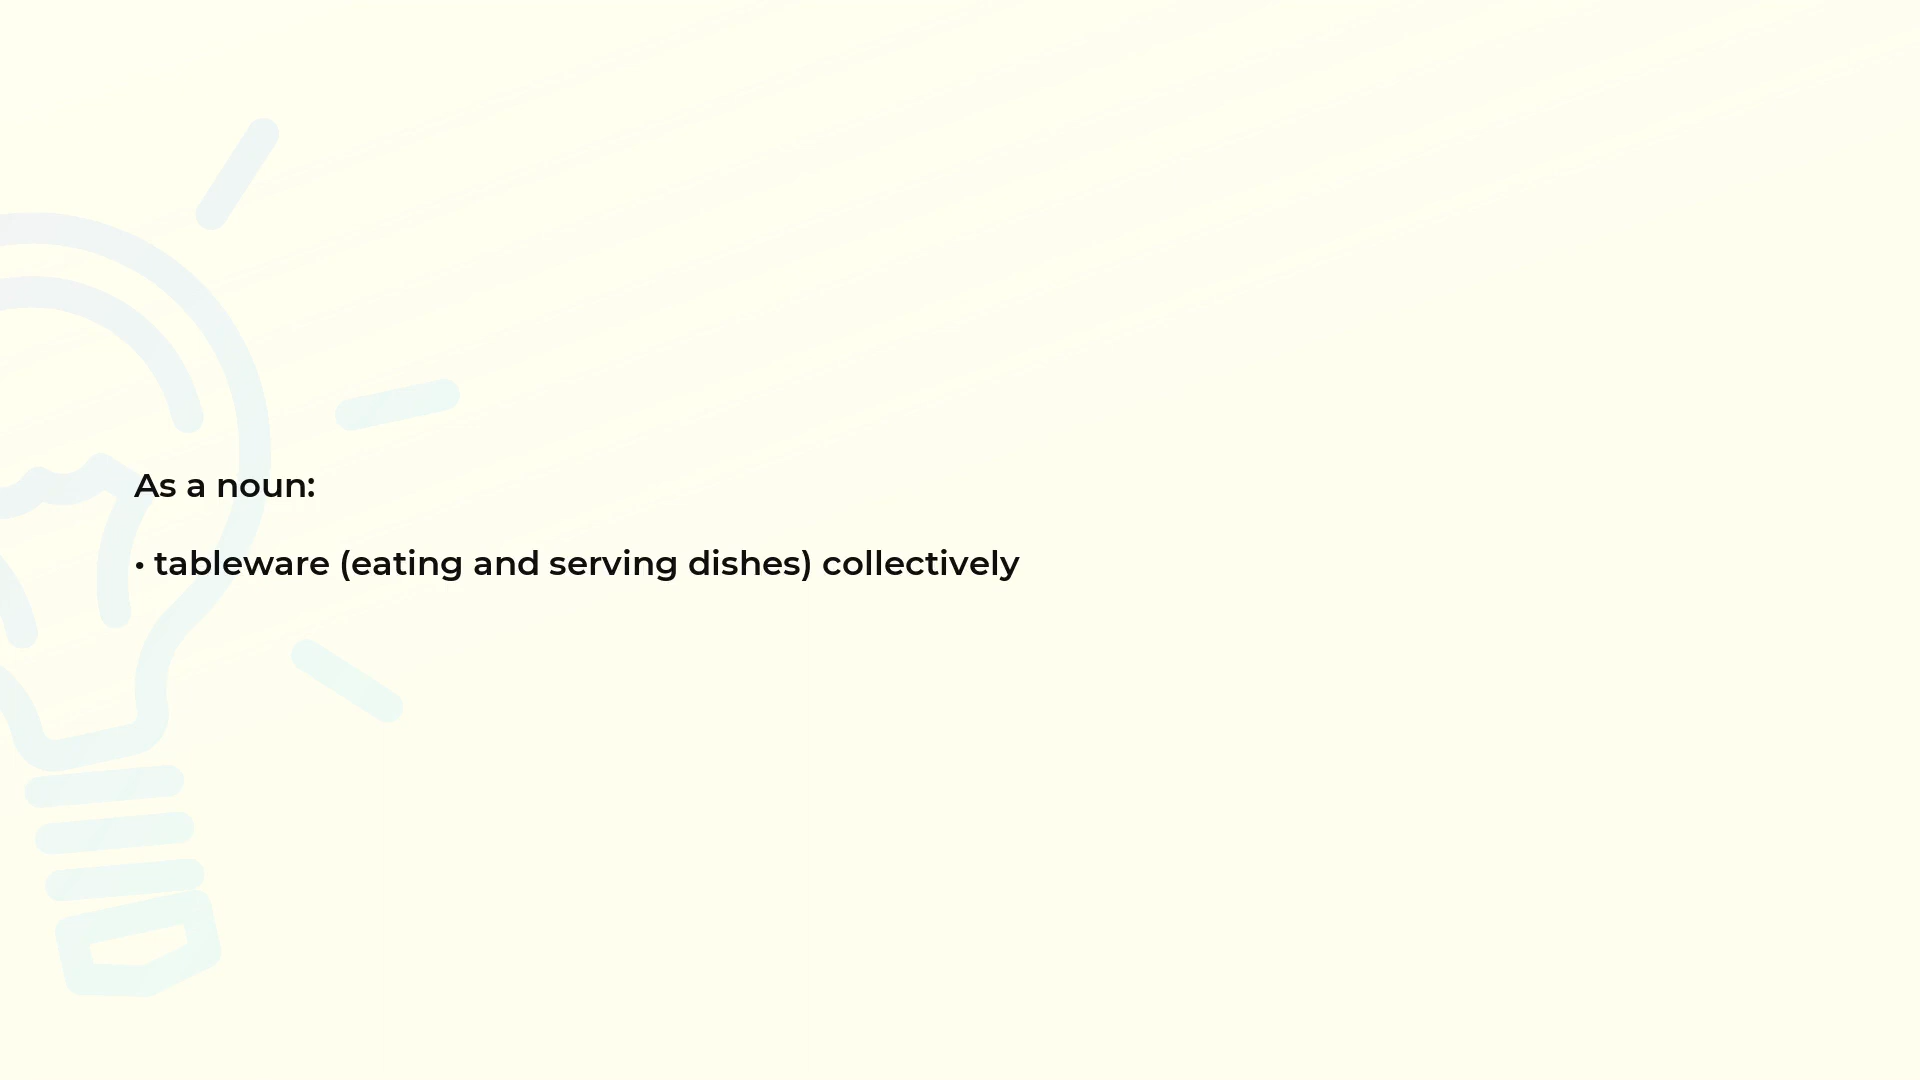 As a noun:
• tableware (eating and serving dishes) collectively